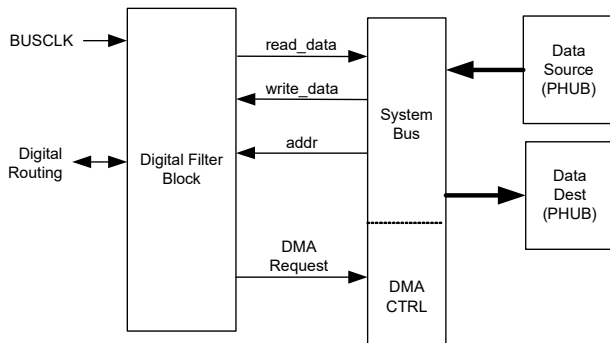 BUSCLK
Digital
Routing
Digital Filter
Block
read_data
write_data
addr
DMA
Request
System
Bus
DMA
CTRL
Data
Source
(PHUB)
Data
Dest
(PHUB)